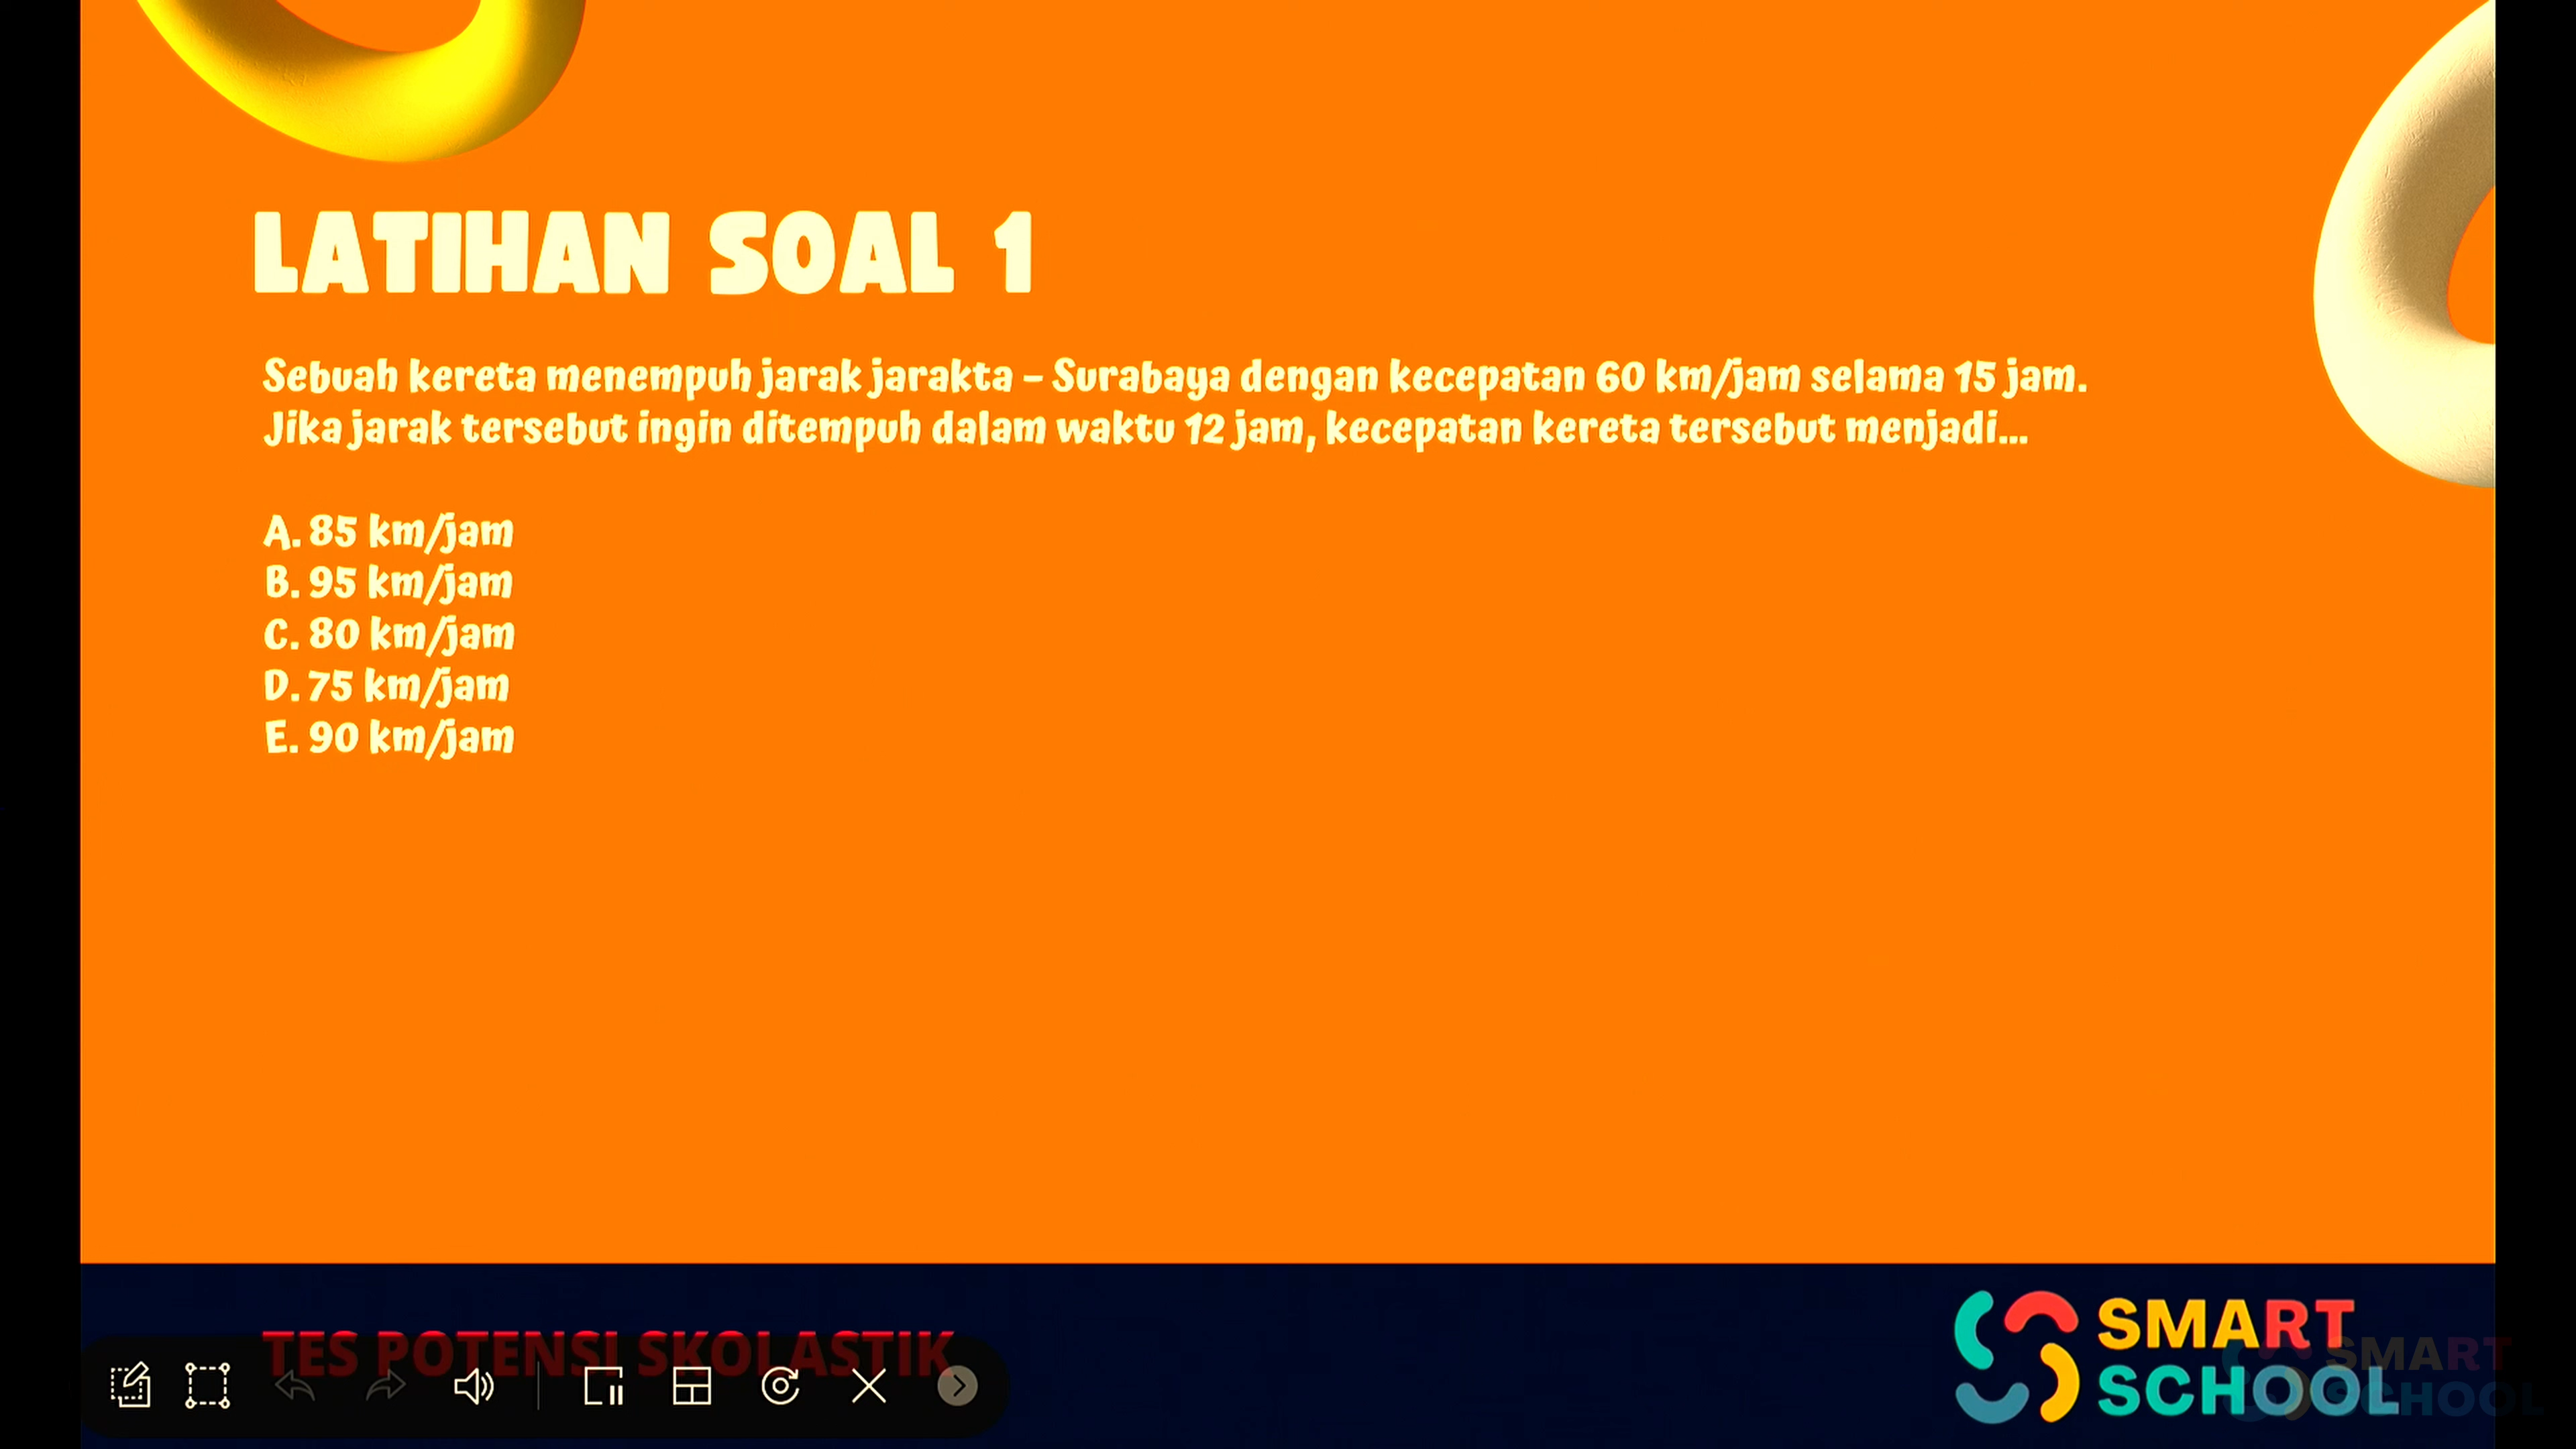 LATIHAN SOAL 1
Sebuah kereta menempuh jarak jarakta – Surabaya dengan kecepatan 60 km/jam selama 15 jam.
Jika jarak tersebut ingin ditempuh dalam waktu 12 jam, kecepatan kereta tersebut menjadi...
A. 85 km/jam
B. 95 km/jam
C. 80 km/jam
D. 75 km/jam
E. 90 km/jam
TES POTENSI SKOLASTIK
SMART
SCHOOL
SMART
SCHOOL